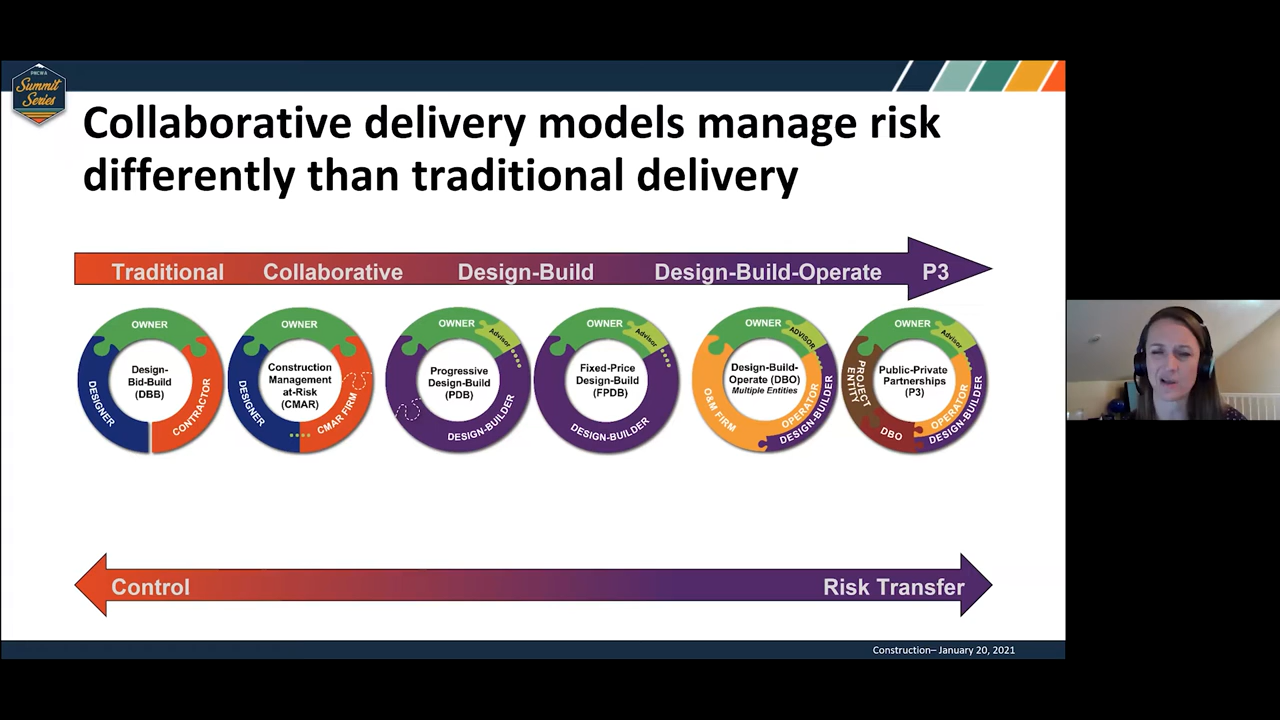 PNCWA
Summit
Series
Collaborative delivery models manage risk
differently than traditional delivery
Traditional Collaborative Design-Build Design-Build-Operate P3
OWNER
DESIGNER
CONTRACTOR
Design-
Bid-Build
(DBB)
OWNER
DESIGNER
CMAR FIRM
Construction
Management
at-Risk
(CMAR)
OWNER
Advisor
DESIGN-BUILDER
Progressive
Design-Build
(PDB)
OWNER
Advisor
DESIGN-BUILDER
Fixed-Price
Design-Build
(FPDB)
OWNER
ADVISOR
O&M FIRM
OPERATOR
DESIGN-BUILDER
Design-Build-
Operate (DBO)
Multiple Entities
OWNER
Advisor
PROJECT
ENTITY
DBO
OPERATOR
DESIGN-BUILDER
Public-Private
Partnerships
(P3)
Control Risk Transfer
Construction– January 20, 2021